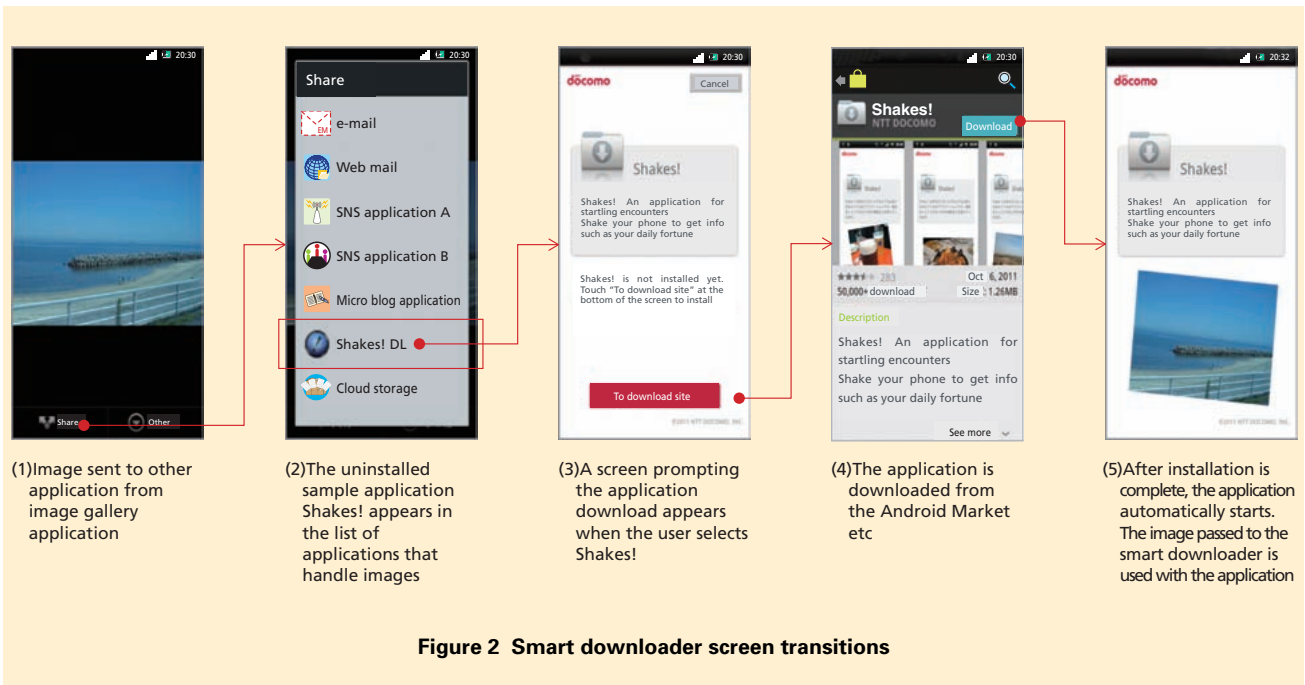 20:30
Share
Other
(1)Image sent to other
application from
image gallery
application
20:30
Share
EM
e-mail
Web mail
SNS application A
SNS application B
Micro blog application
Shakes! DL
Cloud storage
(2)The uninstalled
sample application
Shakes! appears in
the list of
applications that
handle images
20:30
döcomo
Cancel
Shakes!
Shakes! An application for
startling encounters
Shake your phone to get info
such as your daily fortune
Shakes! is not installed yet.
Touch "To download site" at the
bottom of the screen to install
To download site
©2011 NTT DOCOMO, INC.
(3)A screen prompting
the application
download appears
when the user selects
Shakes!
20:30
Shakes!
NTT DOCOMO
Download
283
Oct 6, 2011
50,000+ download
Size : 1.26MB
Description
Shakes! An application for
startling encounters
Shake your phone to get info
such as your daily fortune
See more
(4)The application is
downloaded from
the Android Market
etc
20:32
döcomo
Shakes!
Shakes! An application for
startling encounters
Shake your phone to get info
such as your daily fortune
©2011 NTT DOCOMO, INC.
(5)After installation is
complete, the application
automatically starts.
The image passed to the
smart downloader is
used with the application
Figure 2 Smart downloader screen transitions